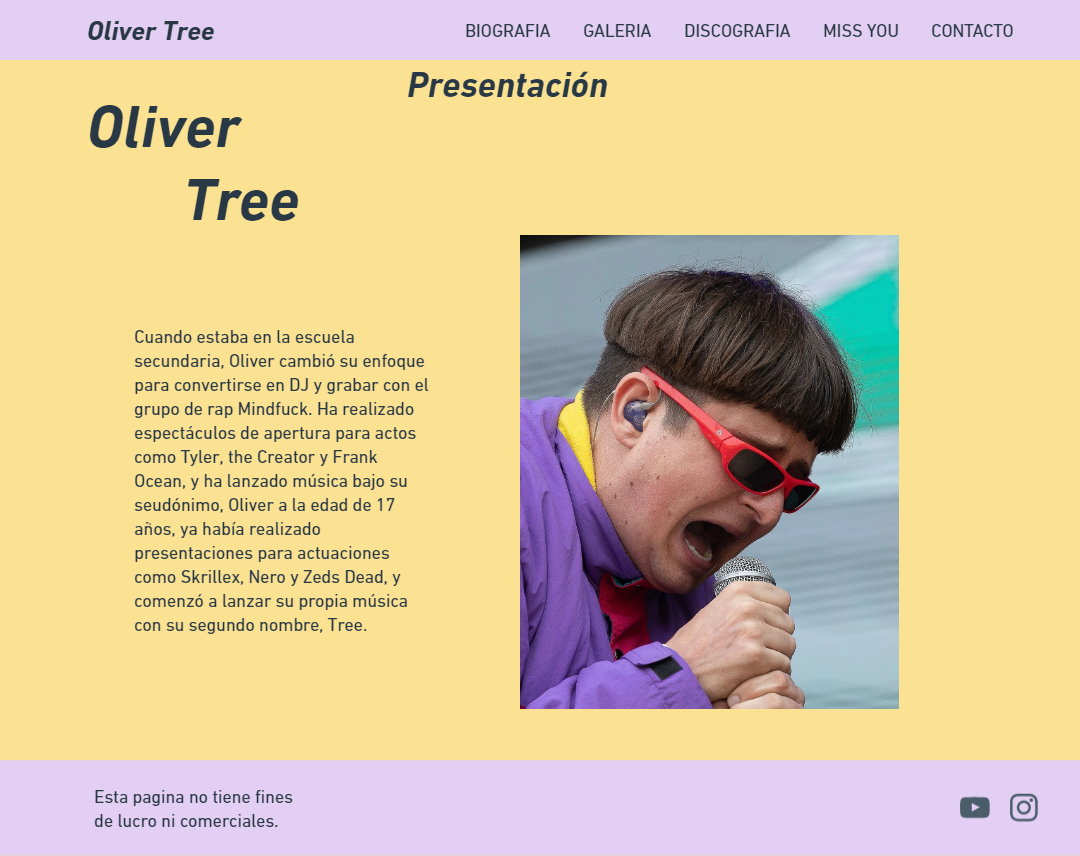 Oliver Tree
BIOGRAFIA
GALERIA
DISCOGRAFIA
MISS YOU
CONTACTO
Presentación
Oliver
Tree
Cuando estaba en la escuela
secundaria, Oliver cambió su enfoque
para convertirse en DJ y grabar con el
grupo de rap Mindfuck. Ha realizado
espectáculos de apertura para actos
como Tyler, the Creator y Frank
Ocean, y ha lanzado música bajo su
seudónimo, Oliver a la edad de 17
años, ya había realizado
presentaciones para actuaciones
como Skrillex, Nero y Zeds Dead, y
comenzó a lanzar su propia música
con su segundo nombre, Tree.
Esta pagina no tiene fines
de lucro ni comerciales.